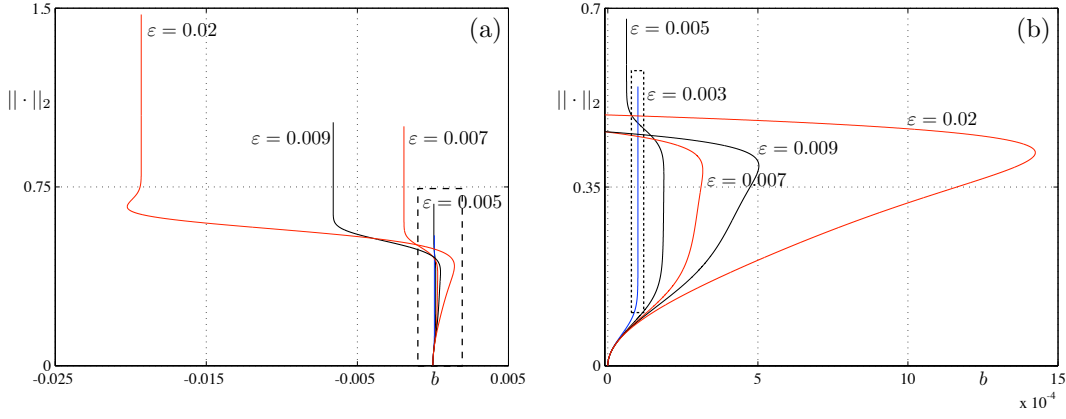 1.5
(a)
ε = 0.02
|| · ||₂
ε = 0.009
ε = 0.007
0.75
ε = 0.005
0
-0.025
-0.015
-0.005
b
0.005
0.7
(b)
ε = 0.005
|| · ||₂
ε = 0.003
ε = 0.02
ε = 0.009
ε = 0.007
0.35
0
0
5
10
b
15
x 10⁻⁴